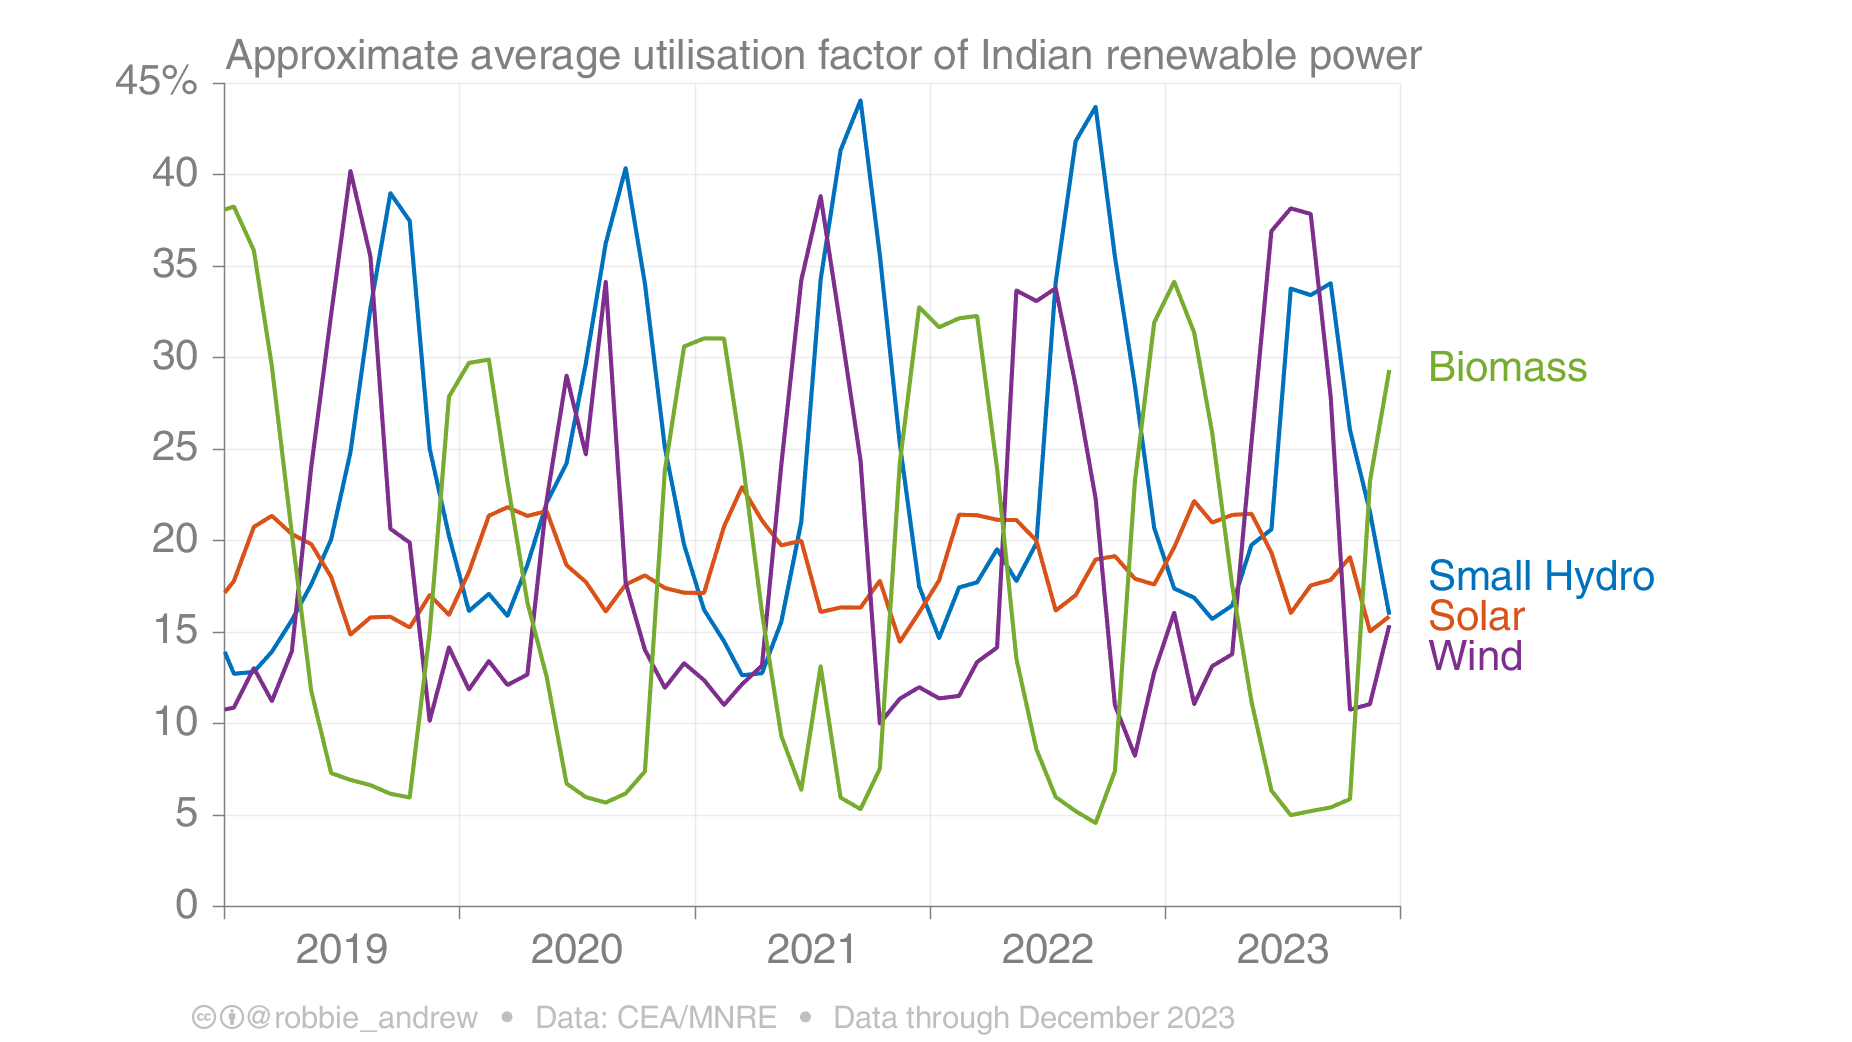 Approximate average utilisation factor of Indian renewable power
45%
40
35
30
25
20
15
10
5
0
2019 2020 2021 2022 2023
Biomass
Small Hydro
Solar
Wind
@robbie_andrew • Data: CEA/MNRE • Data through December 2023